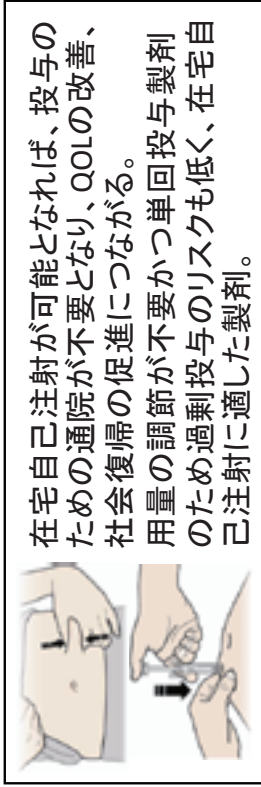 在宅自己注射が可能となれば、投与の
ための通院が不要となり、QOLの改善、
社会復帰の促進につながる。
用量の調節が不要かつ単回投与製剤
のため過剰投与のリスクも低く、在宅自
己注射に適した製剤。